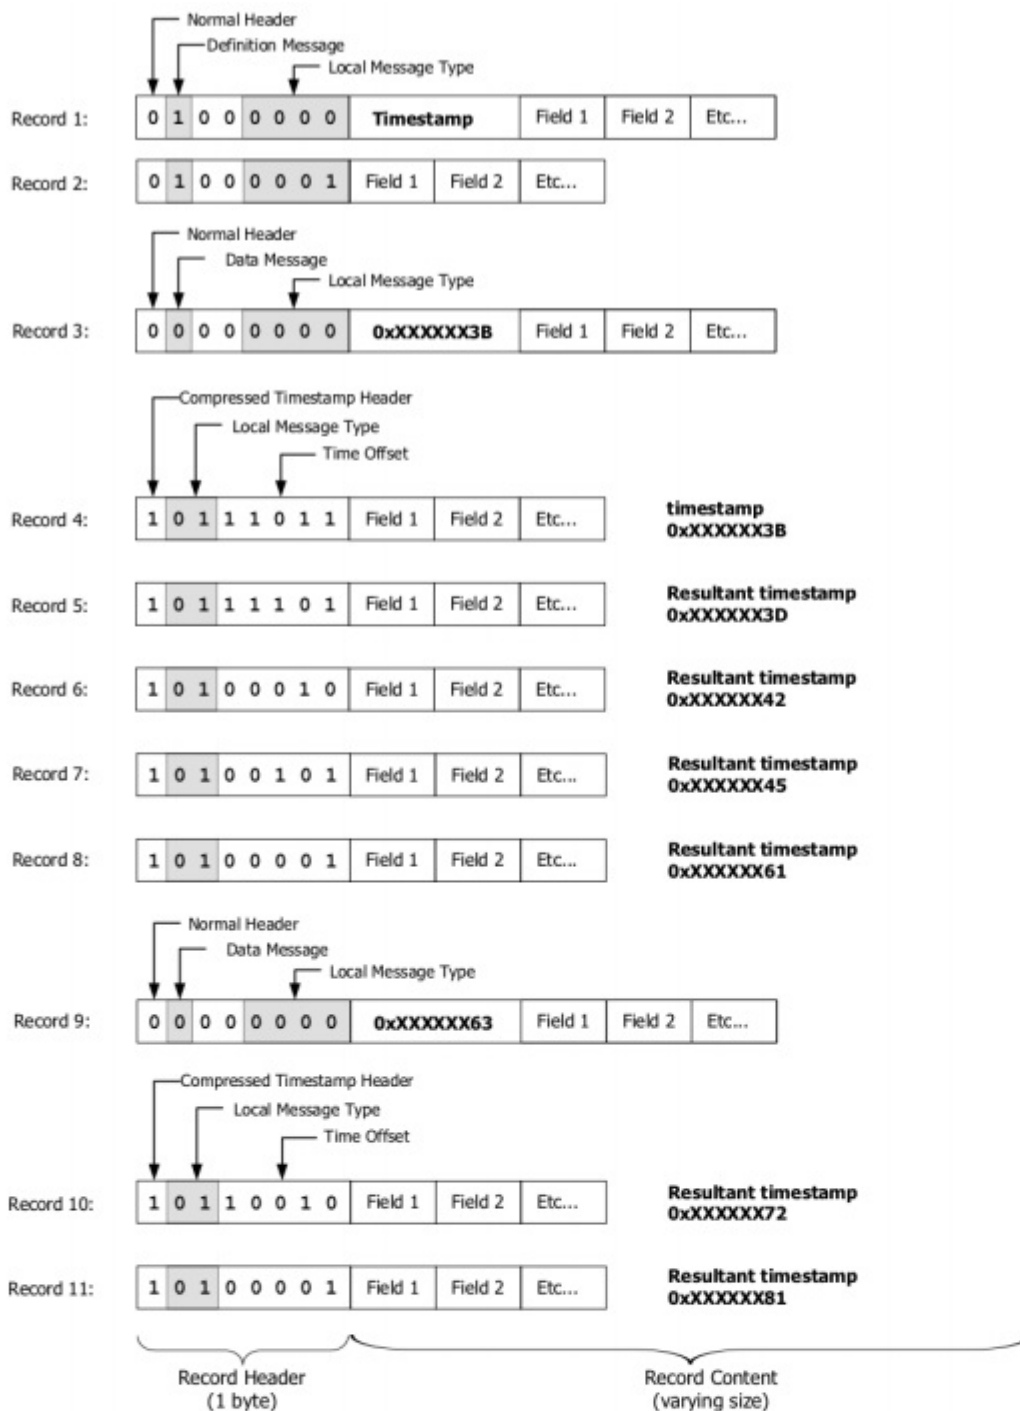 Normal Header
Definition Message
Local Message Type
Record 1: 0 1 0 0 0 0 0 0 Timestamp Field 1 Field 2 Etc...
Record 2: 0 1 0 0 0 0 0 1 Field 1 Field 2 Etc...
Normal Header
Data Message
Local Message Type
Record 3: 0 0 0 0 0 0 0 0 0xXXXXXX3B Field 1 Field 2 Etc...
Compressed Timestamp Header
Local Message Type
Time Offset
Record 4: 1 0 1 1 1 0 1 1 Field 1 Field 2 Etc... timestamp
0xXXXXXX3B
Record 5: 1 0 1 1 1 1 0 1 Field 1 Field 2 Etc... Resultant timestamp
0xXXXXXX3D
Record 6: 1 0 1 0 0 0 1 0 Field 1 Field 2 Etc... Resultant timestamp
0xXXXXXX42
Record 7: 1 0 1 0 0 1 0 1 Field 1 Field 2 Etc... Resultant timestamp
0xXXXXXX45
Record 8: 1 0 1 0 0 0 0 1 Field 1 Field 2 Etc... Resultant timestamp
0xXXXXXX61
Normal Header
Data Message
Local Message Type
Record 9: 0 0 0 0 0 0 0 0 0xXXXXXX63 Field 1 Field 2 Etc...
Compressed Timestamp Header
Local Message Type
Time Offset
Record 10: 1 0 1 1 0 0 1 0 Field 1 Field 2 Etc... Resultant timestamp
0xXXXXXX72
Record 11: 1 0 1 0 0 0 0 1 Field 1 Field 2 Etc... Resultant timestamp
0xXXXXXX81
Record Header Record Content
(1 byte) (varying size)